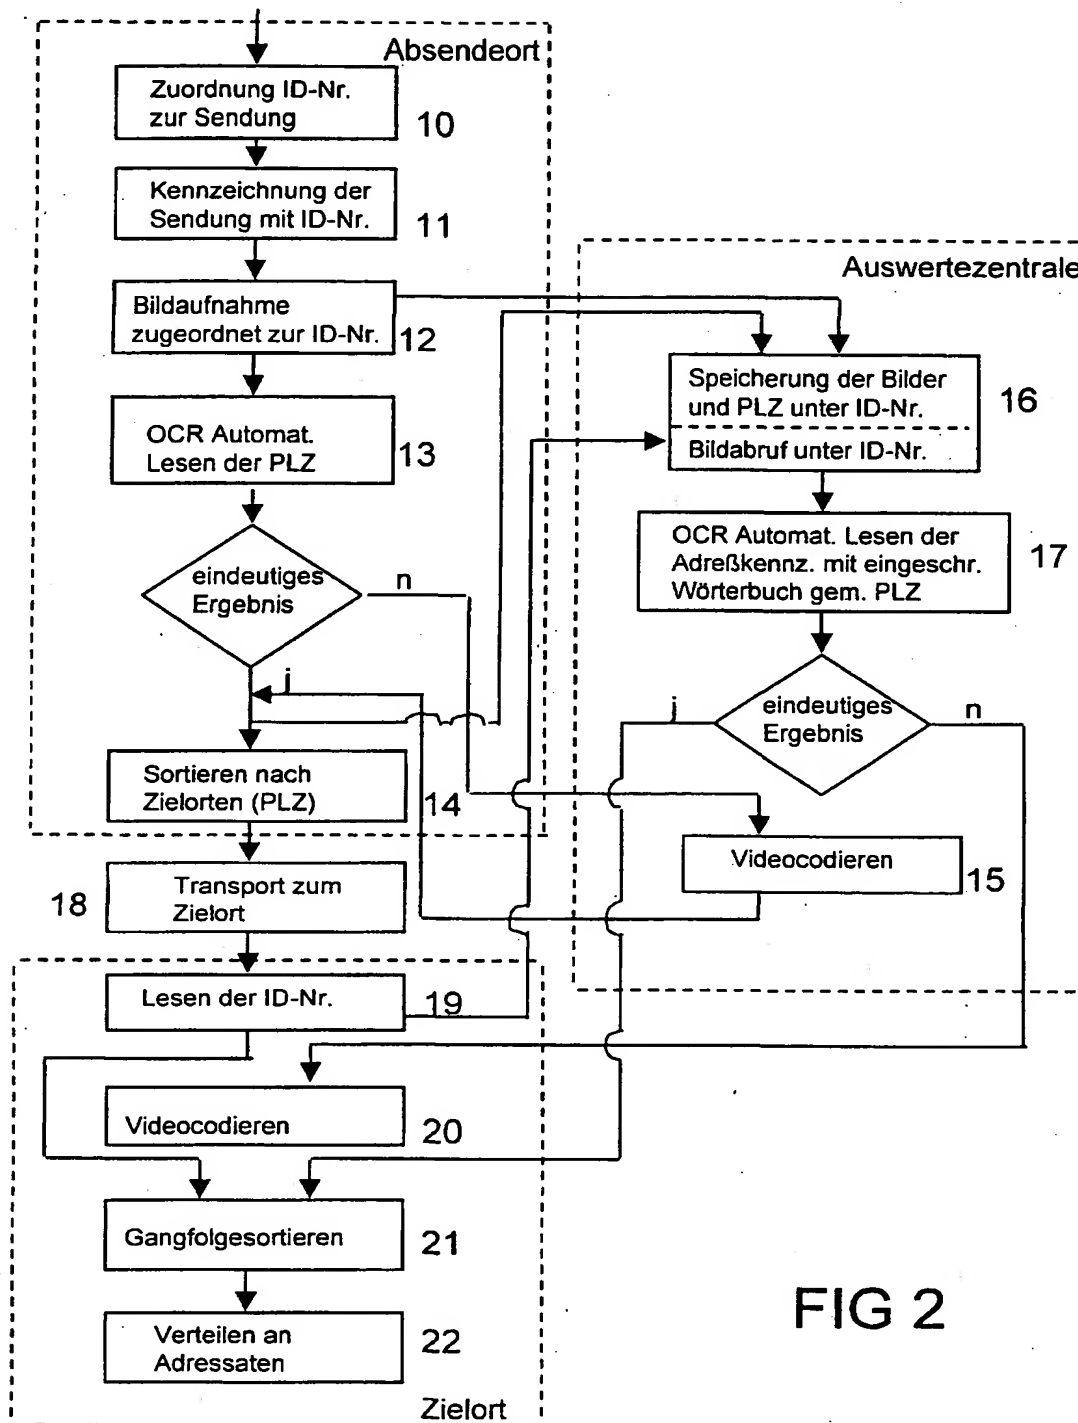 Absendeort
Zuordnung ID-Nr.
zur Sendung
10
Kennzeichnung der
Sendung mit ID-Nr.
11
Bildaufnahme
zugeordnet zur ID-Nr.
12
OCR Automat.
Lesen der PLZ
13
eindeutiges
Ergebnis
n
j
Sortieren nach
Zielorten (PLZ)
14
Auswertezentrale
Speicherung der Bilder
und PLZ unter ID-Nr.
Bildabruf unter ID-Nr.
16
OCR Automat. Lesen der
Adreßkennz. mit eingeschr.
Wörterbuch gem. PLZ
17
eindeutiges
Ergebnis
j
n
Videocodieren
15
Transport zum
Zielort
18
Lesen der ID-Nr.
19
Videocodieren
20
Gangfolgesortieren
21
Verteilen an
Adressaten
22
Zielort
FIG 2